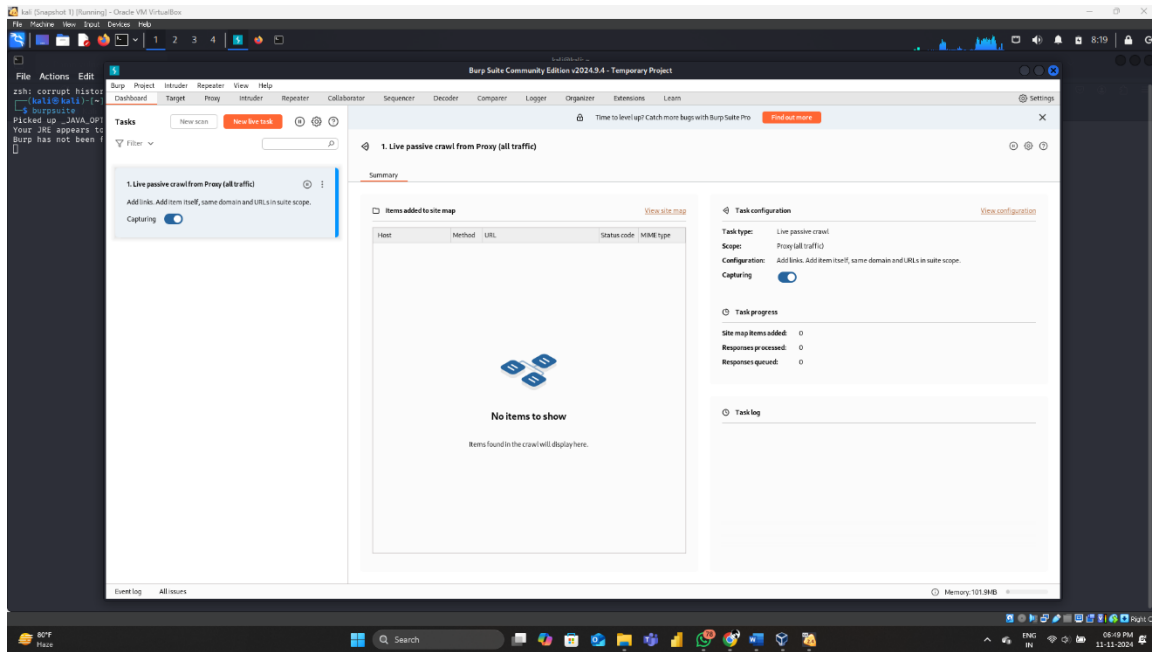 kali (Snapshot 1) [Running] - Oracle VM VirtualBox
File Machine View Input Devices Help
1 2 3 4
8:19
File Actions Edit
zsh: corrupt histor
(kali㉿kali)-[~]
$ burpsuite
Picked up _JAVA_OPT
Your JRE appears to
Burp has not been f
Burp Suite Community Edition v2024.9.4 - Temporary Project
Burp Project Intruder Repeater View Help
Dashboard Target Proxy Intruder Repeater Collaborator Sequencer Decoder Comparer Logger Organizer Extensions Learn Settings
Tasks New scan New live task
Filter
1. Live passive crawl from Proxy (all traffic)
Add links. Add item itself, same domain and URLs in suite scope.
Capturing
Time to level up? Catch more bugs with Burp Suite Pro Find out more
1. Live passive crawl from Proxy (all traffic)
Summary
Items added to site map View site map
Host Method URL Status code MIME type
No items to show
Items found in the crawl will display here.
Task configuration View configuration
Task type: Live passive crawl
Scope: Proxy (all traffic)
Configuration: Add links. Add item itself, same domain and URLs in suite scope.
Capturing
Task progress
Site map items added: 0
Responses processed: 0
Responses queued: 0
Task log
Event log All issues
Memory: 101.9MB
Right C
80°F
Haze
Search
ENG
IN
06:49 PM
11-11-2024